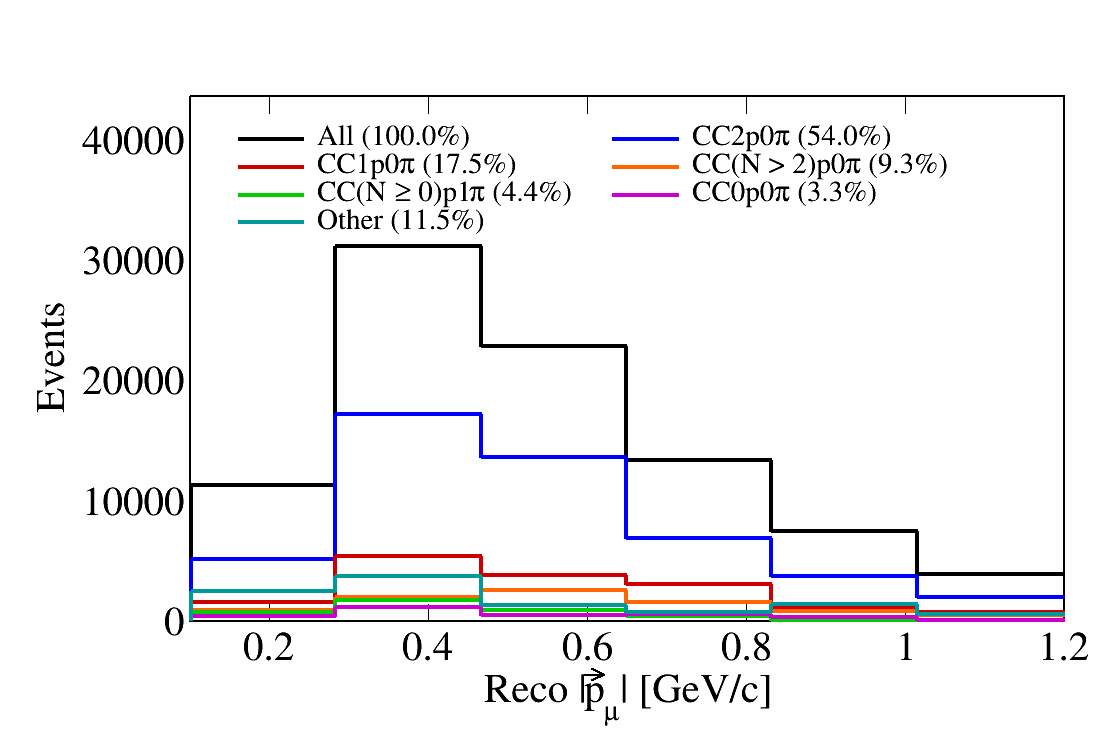 40000
30000
20000
10000
0
Events
All (100.0%)
CC2p0π (54.0%)
CC1p0π (17.5%)
CC(N > 2)p0π (9.3%)
CC(N ≥ 0)p1π (4.4%)
CC0p0π (3.3%)
Other (11.5%)
0.2 0.4 0.6 0.8 1 1.2
Reco |p⃗_μ| [GeV/c]